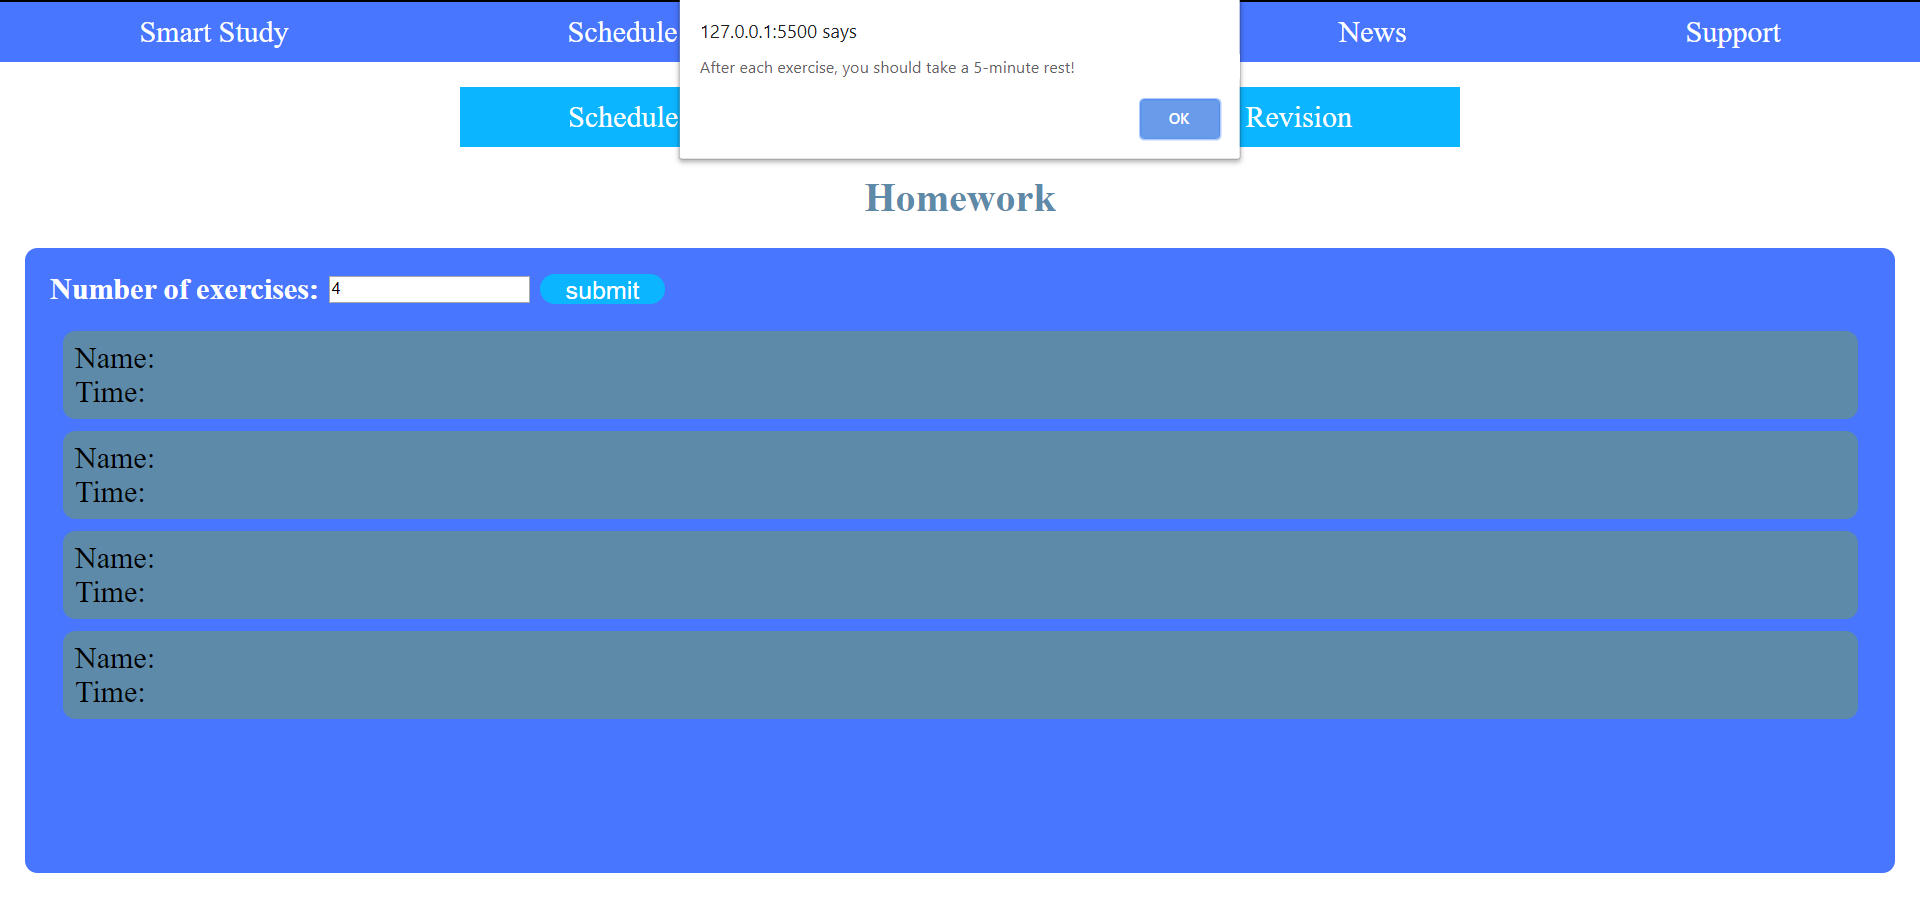 Smart Study
Schedule
News
Support
127.0.0.1:5500 says
After each exercise, you should take a 5-minute rest!
OK
Schedule
Revision
Homework
Number of exercises: 4 submit
Name:
Time:
Name:
Time:
Name:
Time:
Name:
Time: